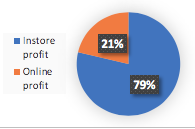 Instore
profit
Online
profit
21%
79%